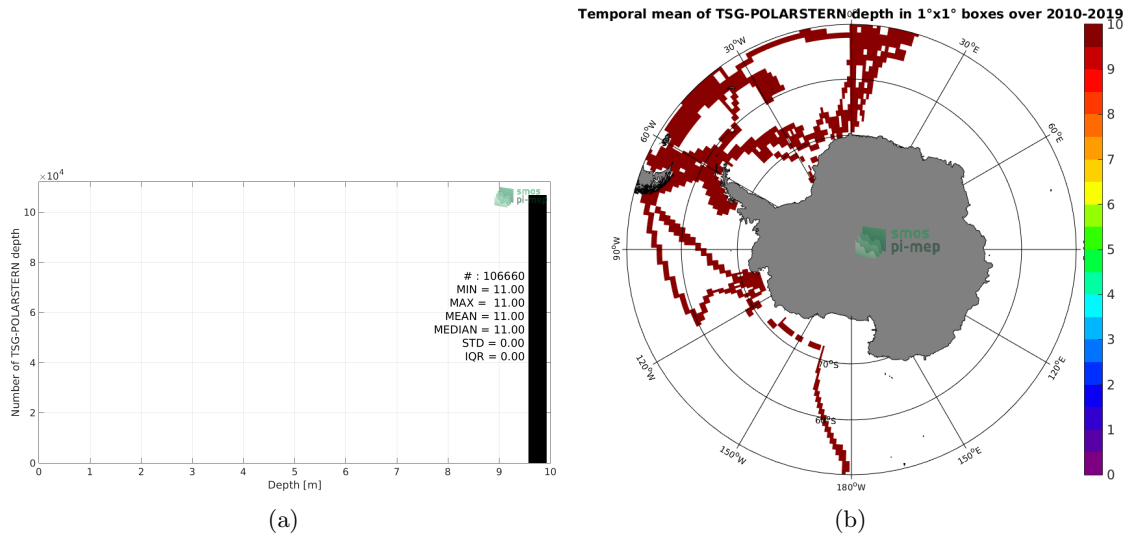 Temporal mean of TSG-POLARSTERN depth in 1°x1° boxes over 2010-2019
×10⁴
10
8
6
4
2
0
Number of TSG-POLARSTERN depth
smos
pi-mep
# : 106660
MIN = 11.00
MAX = 11.00
MEAN = 11.00
MEDIAN = 11.00
STD = 0.00
IQR = 0.00
0 1 2 3 4 5 6 7 8 9 10
Depth [m]
(a)
30°W
30°E
60°W
60°E
90°W
120°W
120°E
150°W
150°E
180°W
70°S
60°S
smos
pi-mep
10
9
8
7
6
5
4
3
2
1
0
(b)